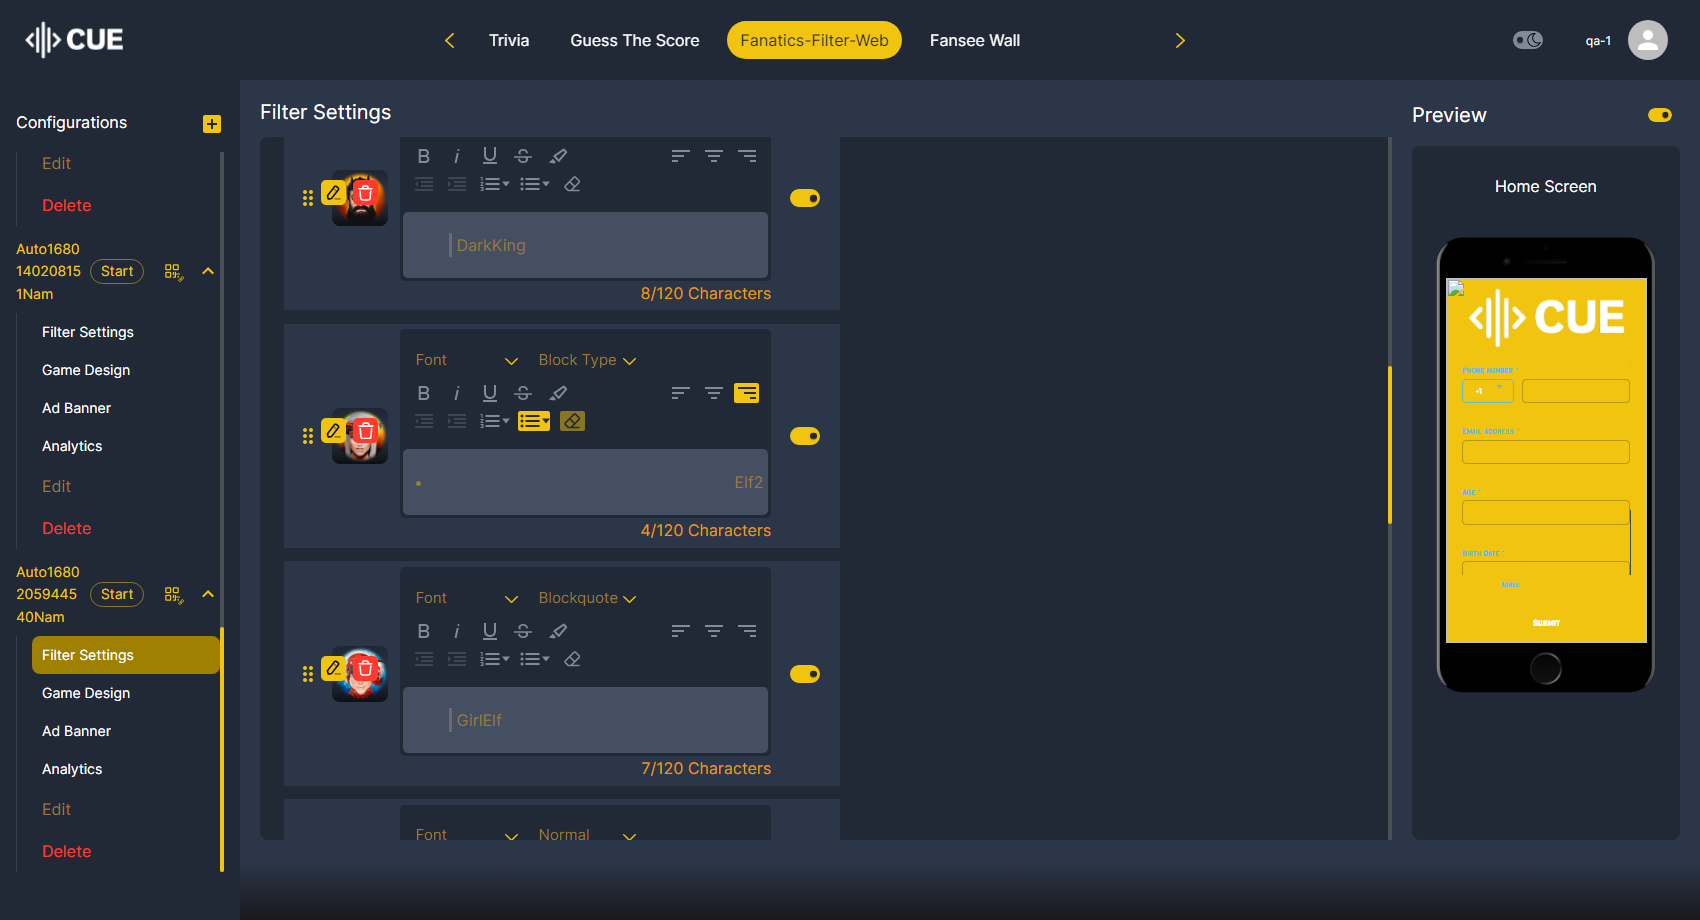 CUE
Trivia
Guess The Score
Fanatics-Filter-Web
Fansee Wall
qa-1
Configurations
Edit
Delete
Auto1680
14020815
1Nam
Start
Filter Settings
Game Design
Ad Banner
Analytics
Edit
Delete
Auto1680
2059445
40Nam
Start
Filter Settings
Game Design
Ad Banner
Analytics
Edit
Delete
Filter Settings
B i U S
DarkKing
8/120 Characters
Font
Block Type
B i U S
Elf2
4/120 Characters
Font
Blockquote
B i U S
GirlElf
7/120 Characters
Font
Normal
Preview
Home Screen
CUE
Phone Number *
+1
Email Address *
Age *
Birth Date *
Submit